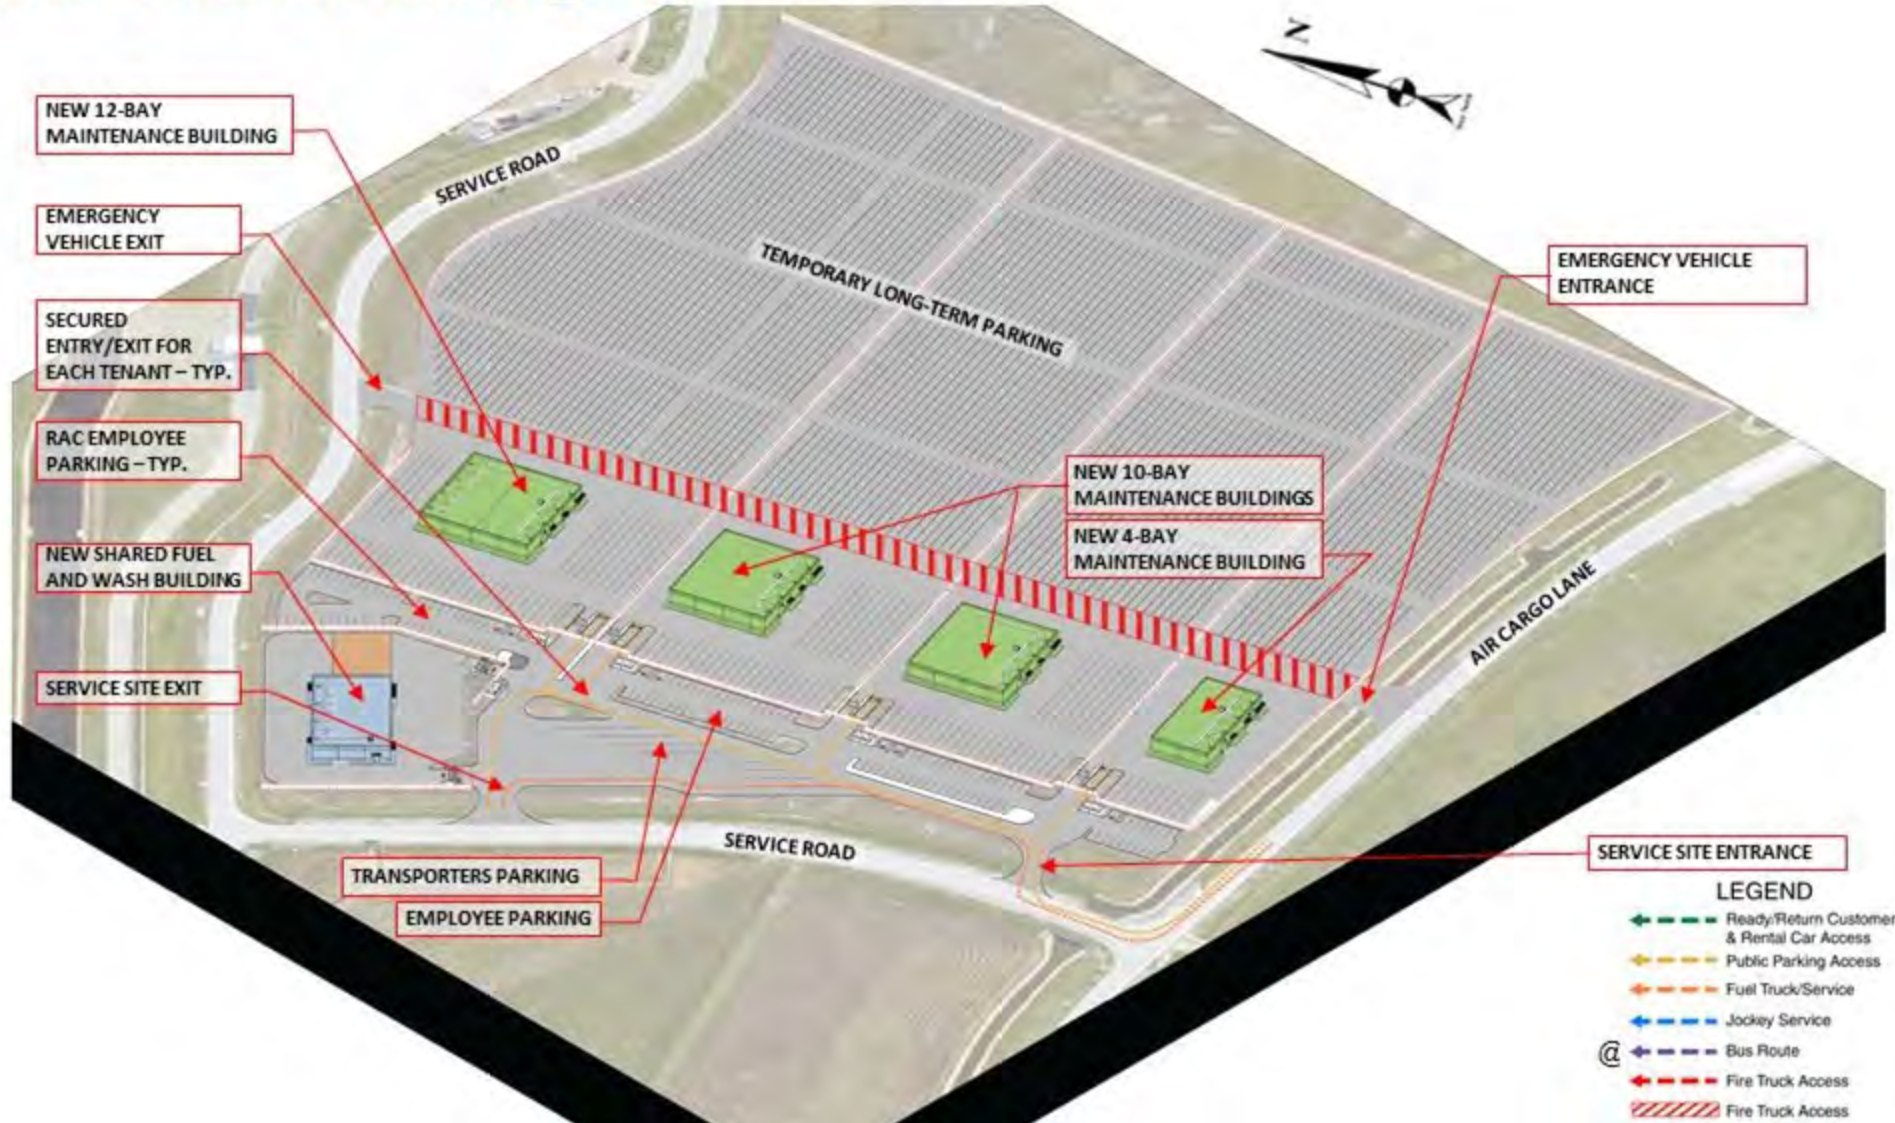 N
NEW 12-BAY
MAINTENANCE BUILDING
SERVICE ROAD
EMERGENCY
VEHICLE EXIT
TEMPORARY LONG-TERM PARKING
EMERGENCY VEHICLE
ENTRANCE
SECURED
ENTRY/EXIT FOR
EACH TENANT – TYP.
RAC EMPLOYEE
PARKING – TYP.
NEW 10-BAY
MAINTENANCE BUILDINGS
NEW 4-BAY
MAINTENANCE BUILDING
NEW SHARED FUEL
AND WASH BUILDING
AIR CARGO LANE
SERVICE SITE EXIT
SERVICE ROAD
TRANSPORTERS PARKING
EMPLOYEE PARKING
SERVICE SITE ENTRANCE
LEGEND
Ready/Return Customer
& Rental Car Access
Public Parking Access
Fuel Truck/Service
Jockey Service
@ Bus Route
Fire Truck Access
Fire Truck Access